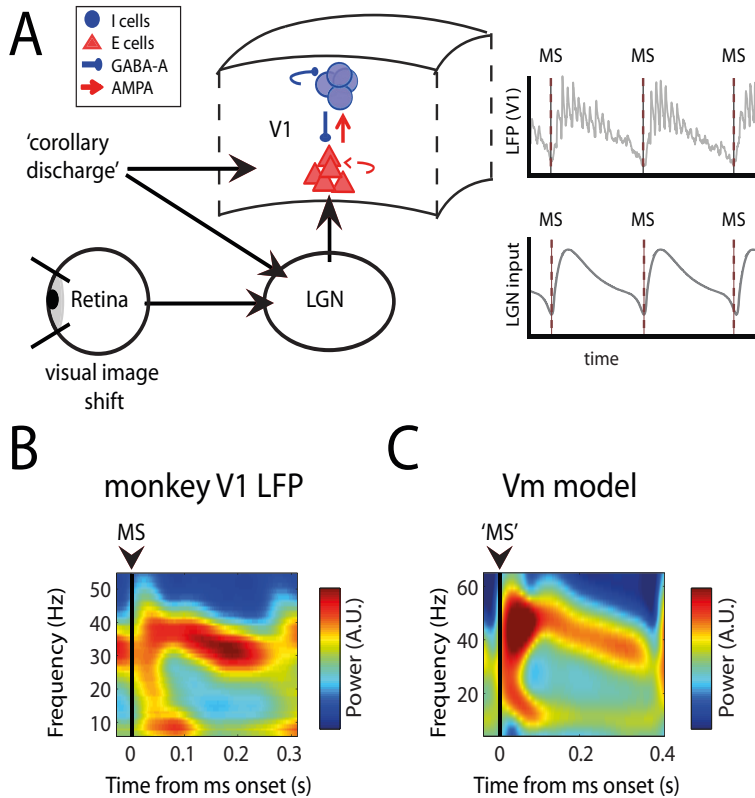 A
I cells
E cells
GABA-A
AMPA
V1
'corollary
discharge'
Retina
LGN
visual image
shift
MS MS MS
LFP (V1)
MS MS MS
LGN input
time
B
monkey V1 LFP
MS
50
40
30
20
10
Frequency (Hz)
0 0.1 0.2 0.3
Time from ms onset (s)
Power (A.U.)
C
Vm model
'MS'
60
40
20
Frequency (Hz)
0 0.2 0.4
Time from ms onset (s)
Power (A.U.)